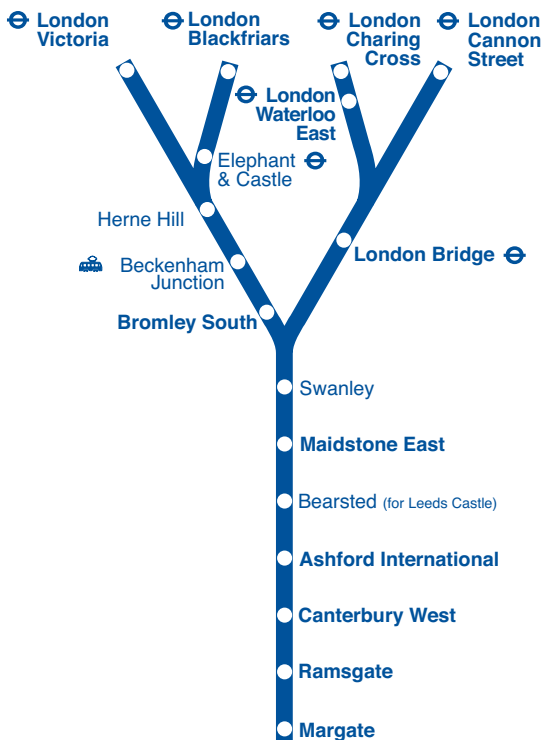 London
Victoria
London
Blackfriars
London
Charing
Cross
London
Cannon
Street
London
Waterloo
East
Elephant
& Castle
Herne Hill
London Bridge
Beckenham
Junction
Bromley South
Swanley
Maidstone East
Bearsted (for Leeds Castle)
Ashford International
Canterbury West
Ramsgate
Margate